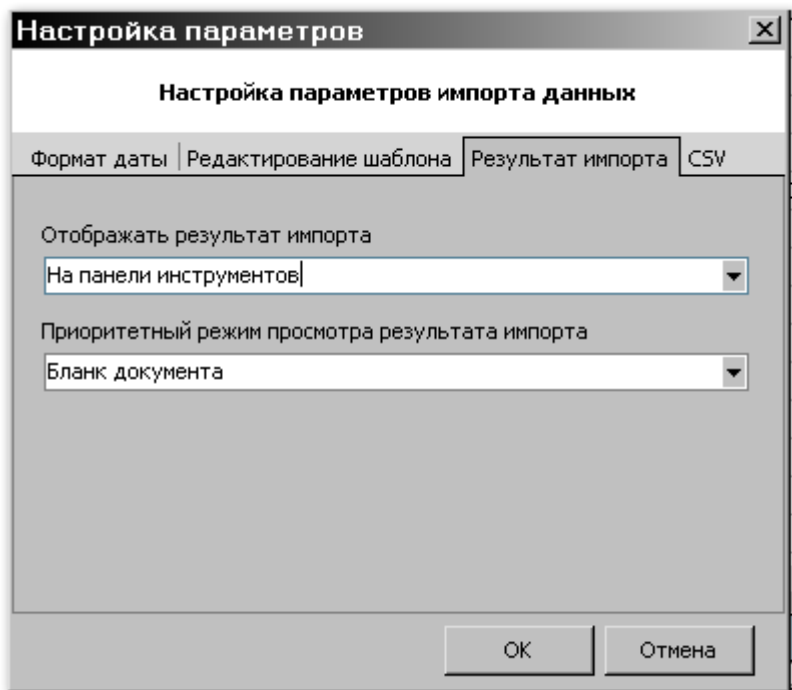 Настройка параметров
Настройка параметров импорта данных
Формат даты Редактирование шаблона Результат импорта CSV
Отображать результат импорта
На панели инструментов
Приоритетный режим просмотра результата импорта
Бланк документа
OK Отмена